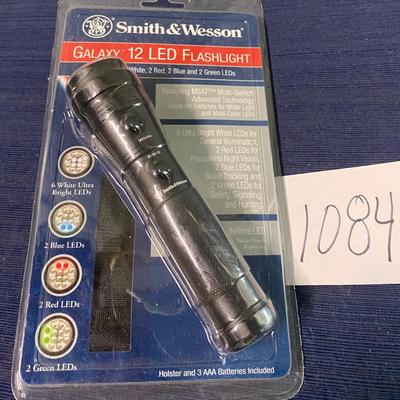 Smith & Wesson
GALAXY™ 12 LED FLASHLIGHT
White, 2 Red, 2 Blue and 2 Green LEDs
Featuring MSAT™ Multi-Switch
Advanced Technology
Separate Switches for White Light
and Multi-Color LEDs
6 Ultra Bright White LEDs for
General Illumination,
2 Red LEDs for
Preserving Night Vision,
2 Blue LEDs for
Blood Tracking and
2 Green LEDs for
Safety, Signaling
and Hunting
Lifetime LED
6 White Ultra
Bright LEDs
2 Blue LEDs
2 Red LEDs
2 Green LEDs
Holster and 3 AAA Batteries Included
1084